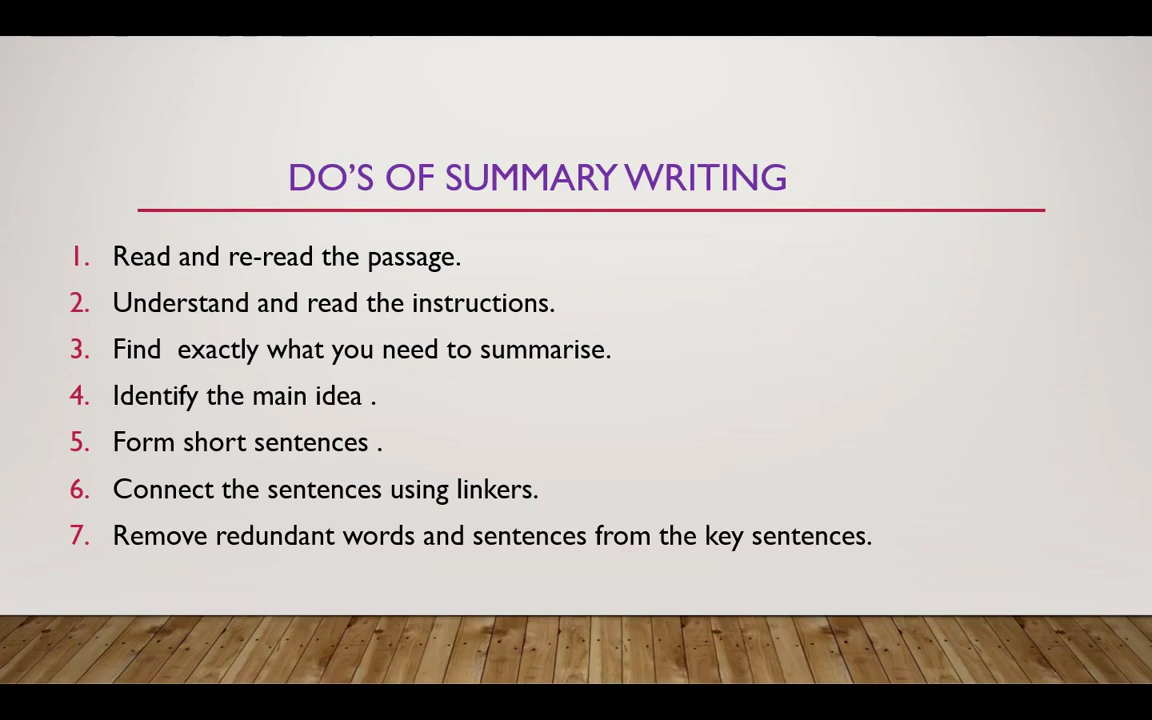 DO'S OF SUMMARY WRITING
1. Read and re-read the passage.
2. Understand and read the instructions.
3. Find  exactly what you need to summarise.
4. Identify the main idea .
5. Form short sentences .
6. Connect the sentences using linkers.
7. Remove redundant words and sentences from the key sentences.